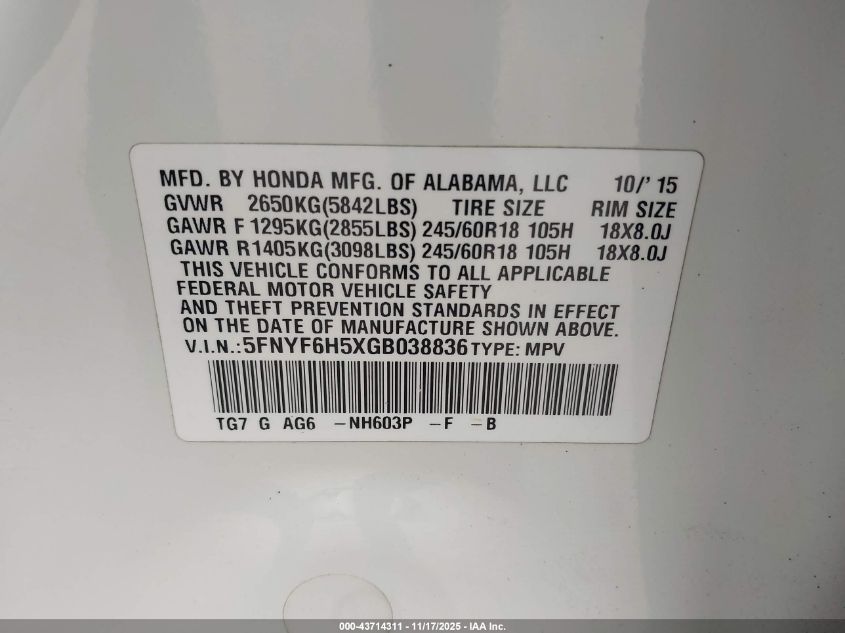 MFD. BY HONDA MFG. OF ALABAMA, LLC 10/' 15
GVWR 2650KG(5842LBS) TIRE SIZE RIM SIZE
GAWR F 1295KG(2855LBS) 245/60R18 105H 18X8.0J
GAWR R 1405KG(3098LBS) 245/60R18 105H 18X8.0J
THIS VEHICLE CONFORMS TO ALL APPLICABLE
FEDERAL MOTOR VEHICLE SAFETY
AND THEFT PREVENTION STANDARDS IN EFFECT
ON THE DATE OF MANUFACTURE SHOWN ABOVE.
V.I.N.:5FNYF6H5XGB038836 TYPE: MPV
TG7 G AG6 -NH603P -F -B
000-43714311 - 11/17/2025 - IAA Inc.